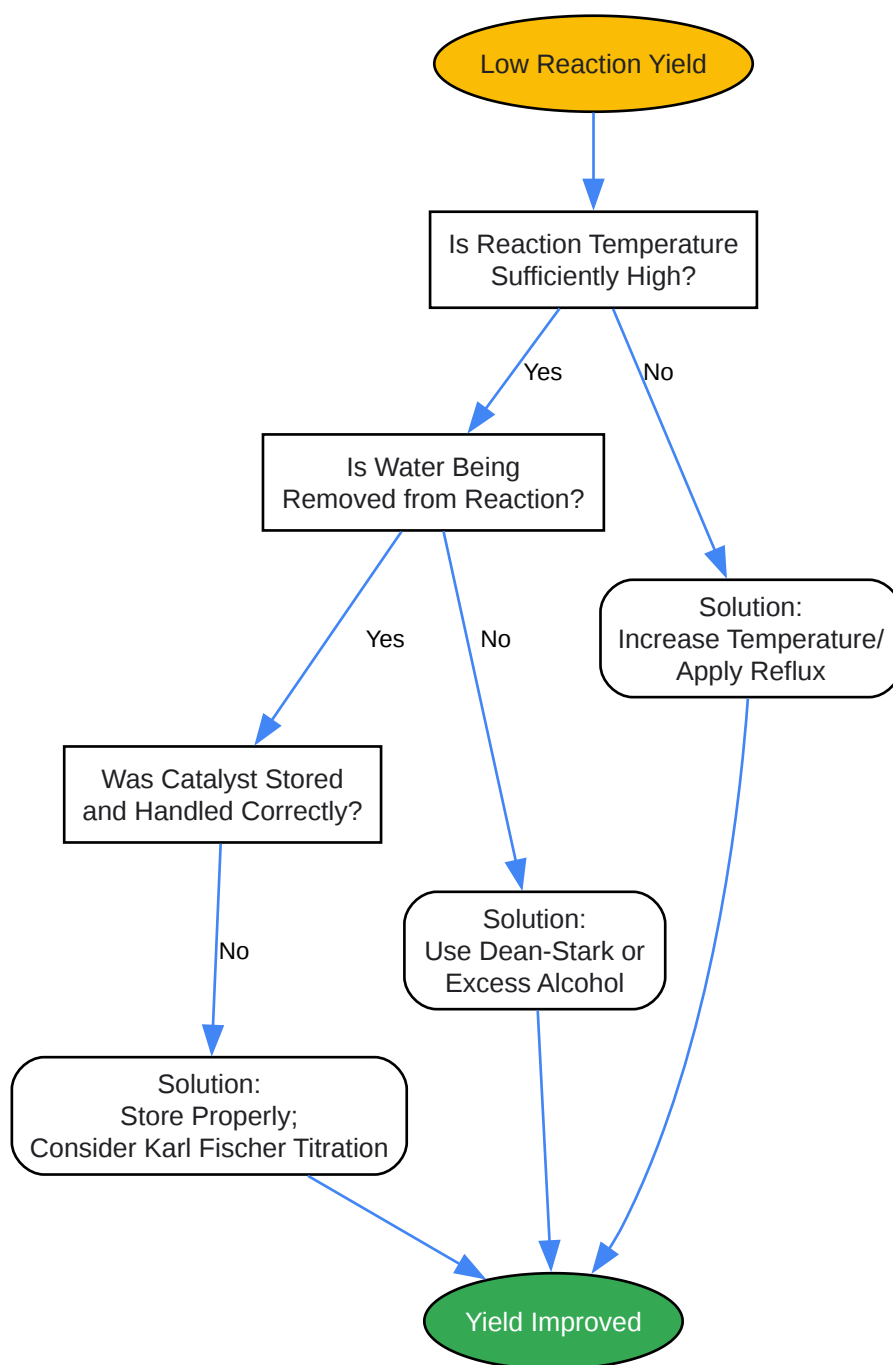 Low Reaction Yield
Is Reaction Temperature
Sufficiently High?
Yes
No
Is Water Being
Removed from Reaction?
Solution:
Increase Temperature/
Apply Reflux
Yes
No
Was Catalyst Stored
and Handled Correctly?
Solution:
Use Dean-Stark or
Excess Alcohol
No
Solution:
Store Properly;
Consider Karl Fischer Titration
Yield Improved